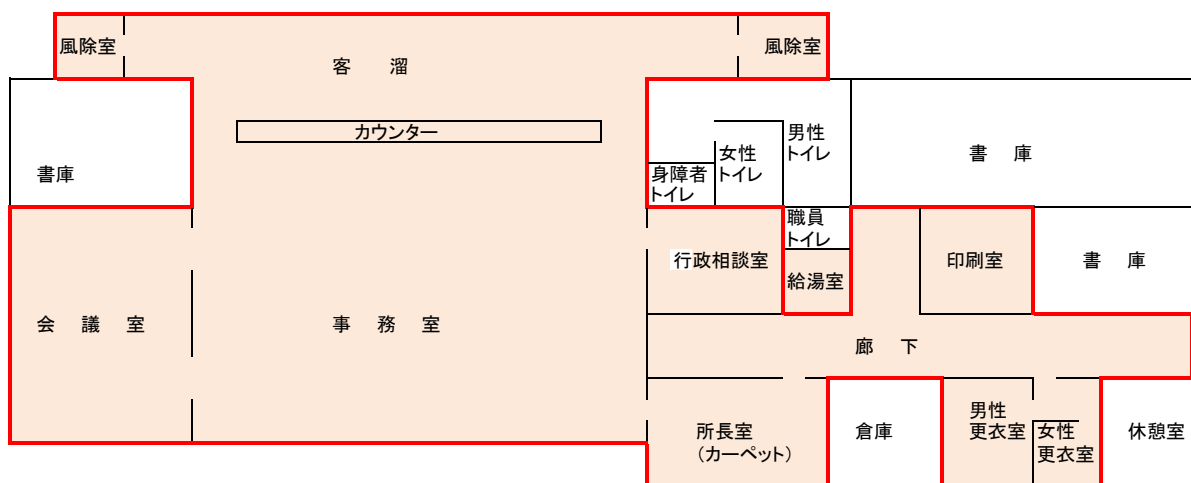 風除室
風除室
客　溜
カウンター
男性
トイレ
女性
トイレ
書　庫
書庫
身障者
トイレ
職員
トイレ
行政相談室
印刷室
書　庫
給湯室
会　議　室
事　務　室
廊　下
男性
更衣室
所長室
（カーペット）
倉庫
女性
更衣室
休憩室